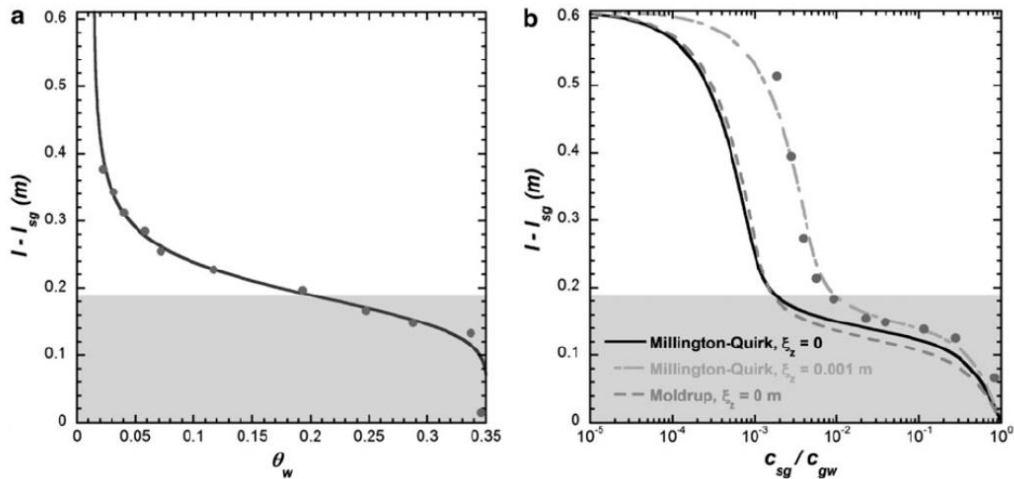 a
0.6
0.5
0.4
0.3
0.2
0.1
0
l - l_sg (m)
0 0.05 0.1 0.15 0.2 0.25 0.3 0.35
θ_w
b
0.6
0.5
0.4
0.3
0.2
0.1
0
l - l_sg (m)
Millington-Quirk, ξ_z = 0
Millington-Quirk, ξ_z = 0.001 m
Moldrup, ξ_z = 0 m
10⁻⁵ 10⁻⁴ 10⁻³ 10⁻² 10⁻¹ 10⁰
c_sg / c_gw